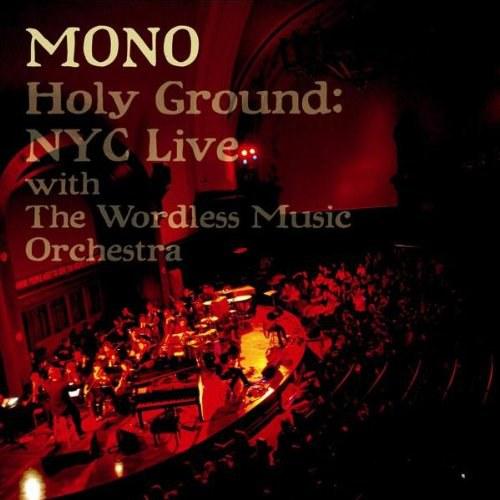 MONO
Holy Ground:
NYC Live
with
The Wordless Music
Orchestra